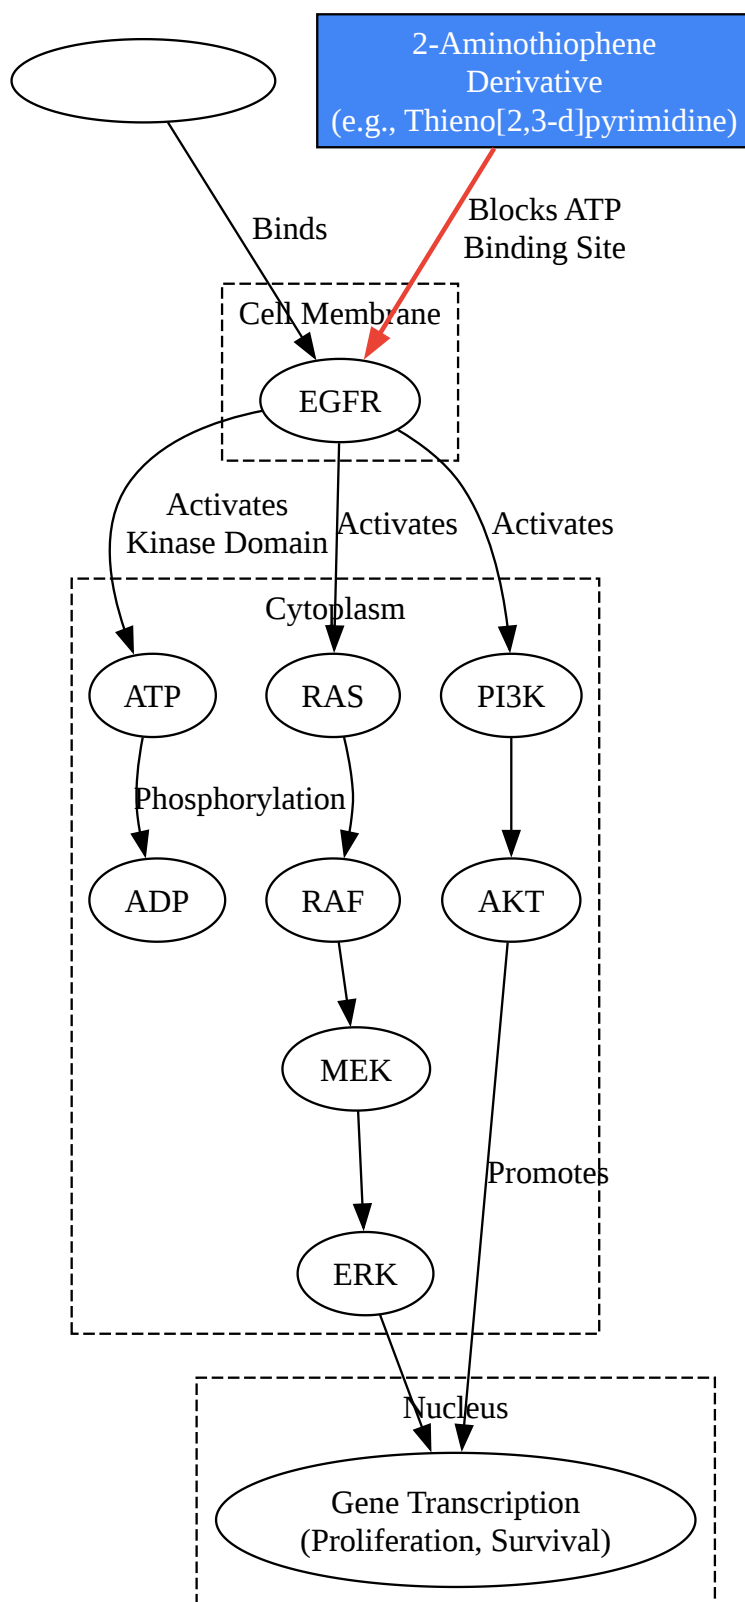 2-Aminothiophene
Derivative
(e.g., Thieno[2,3-d]pyrimidine)
Binds
Blocks ATP
Binding Site
Cell Membrane
EGFR
Activates
Kinase Domain
Activates
Activates
Cytoplasm
ATP
RAS
PI3K
Phosphorylation
ADP
RAF
AKT
MEK
Promotes
ERK
Nucleus
Gene Transcription
(Proliferation, Survival)